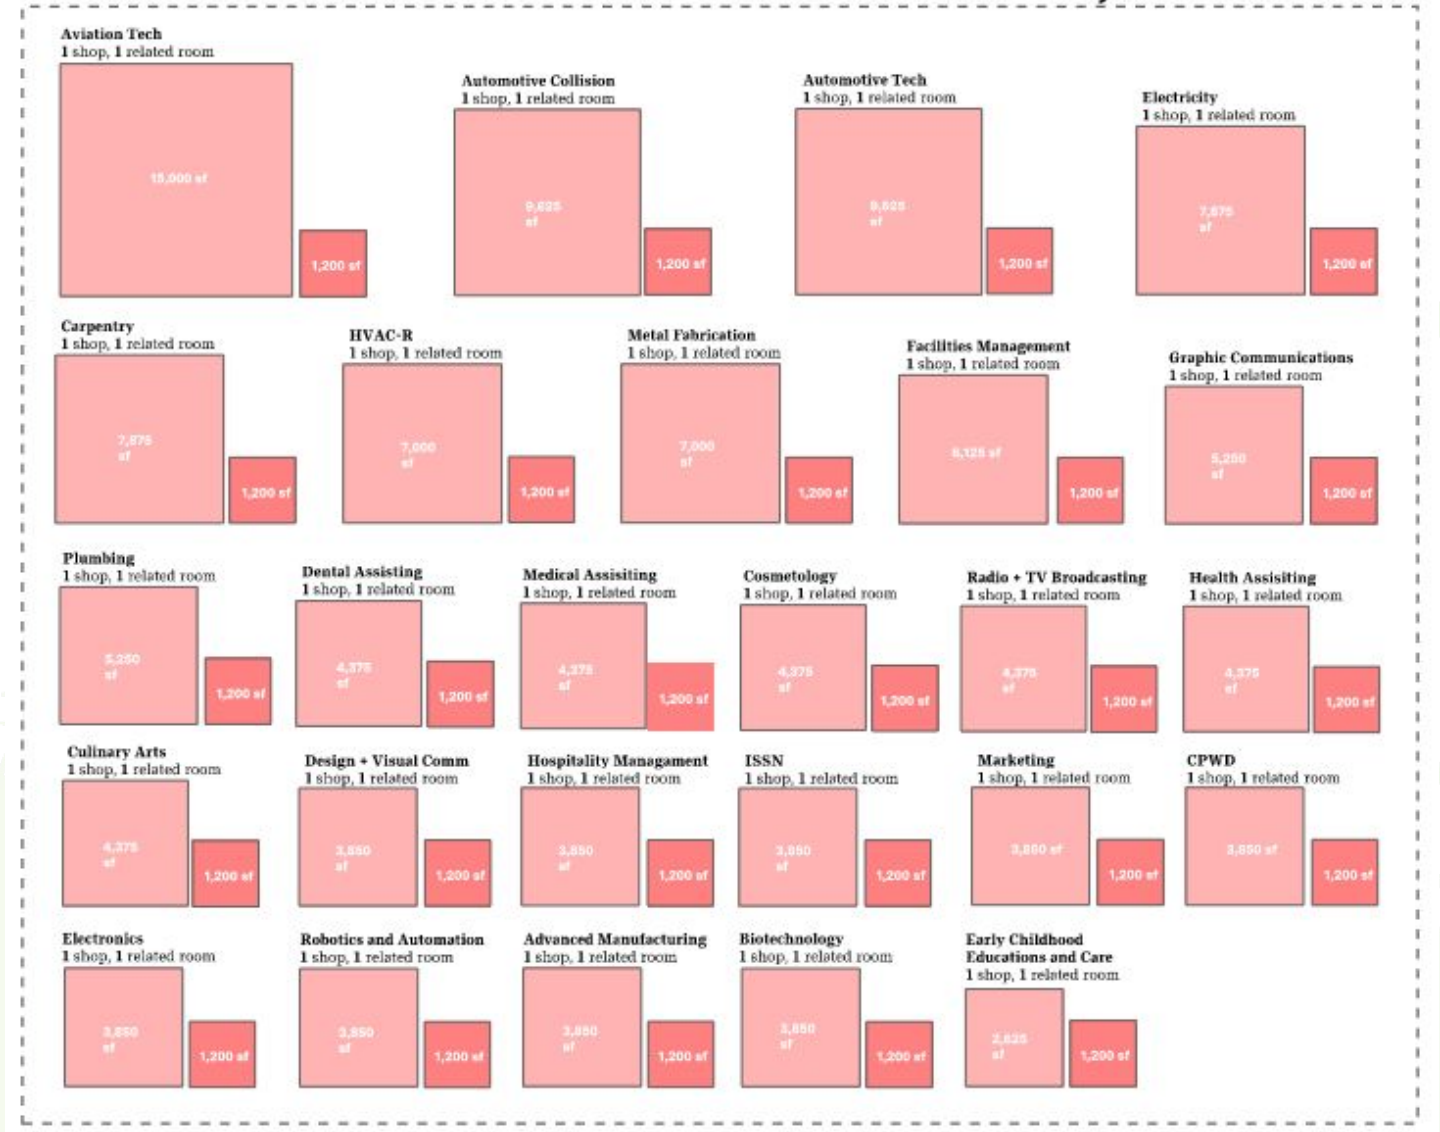 Aviation Tech
1 shop, 1 related room
15,000 sf
1,200 sf
Automotive Collision
1 shop, 1 related room
9,625
sf
1,200 sf
Automotive Tech
1 shop, 1 related room
9,625
sf
1,200 sf
Electricity
1 shop, 1 related room
7,875
sf
1,200 sf
Carpentry
1 shop, 1 related room
7,875
sf
1,200 sf
HVAC-R
1 shop, 1 related room
7,000
sf
1,200 sf
Metal Fabrication
1 shop, 1 related room
7,000
sf
1,200 sf
Facilities Management
1 shop, 1 related room
6,125 sf
1,200 sf
Graphic Communications
1 shop, 1 related room
5,250
sf
1,200 sf
Plumbing
1 shop, 1 related room
5,250
sf
1,200 sf
Dental Assisting
1 shop, 1 related room
4,375
sf
1,200 sf
Medical Assisiting
1 shop, 1 related room
4,375
sf
1,200 sf
Cosmetology
1 shop, 1 related room
4,375
sf
1,200 sf
Radio + TV Broadcasting
1 shop, 1 related room
4,375
sf
1,200 sf
Health Assisiting
1 shop, 1 related room
4,375
sf
1,200 sf
Culinary Arts
1 shop, 1 related room
4,375
sf
1,200 sf
Design + Visual Comm
1 shop, 1 related room
3,850
sf
1,200 sf
Hospitality Managament
1 shop, 1 related room
3,850
sf
1,200 sf
ISSN
1 shop, 1 related room
3,850
sf
1,200 sf
Marketing
1 shop, 1 related room
3,850 sf
1,200 sf
CPWD
1 shop, 1 related room
3,850 sf
1,200 sf
Electronics
1 shop, 1 related room
3,850
sf
1,200 sf
Robotics and Automation
1 shop, 1 related room
3,850
sf
1,200 sf
Advanced Manufacturing
1 shop, 1 related room
3,850
sf
1,200 sf
Biotechnology
1 shop, 1 related room
3,850
sf
1,200 sf
Early Childhood
Educations and Care
1 shop, 1 related room
2,625
sf
1,200 sf